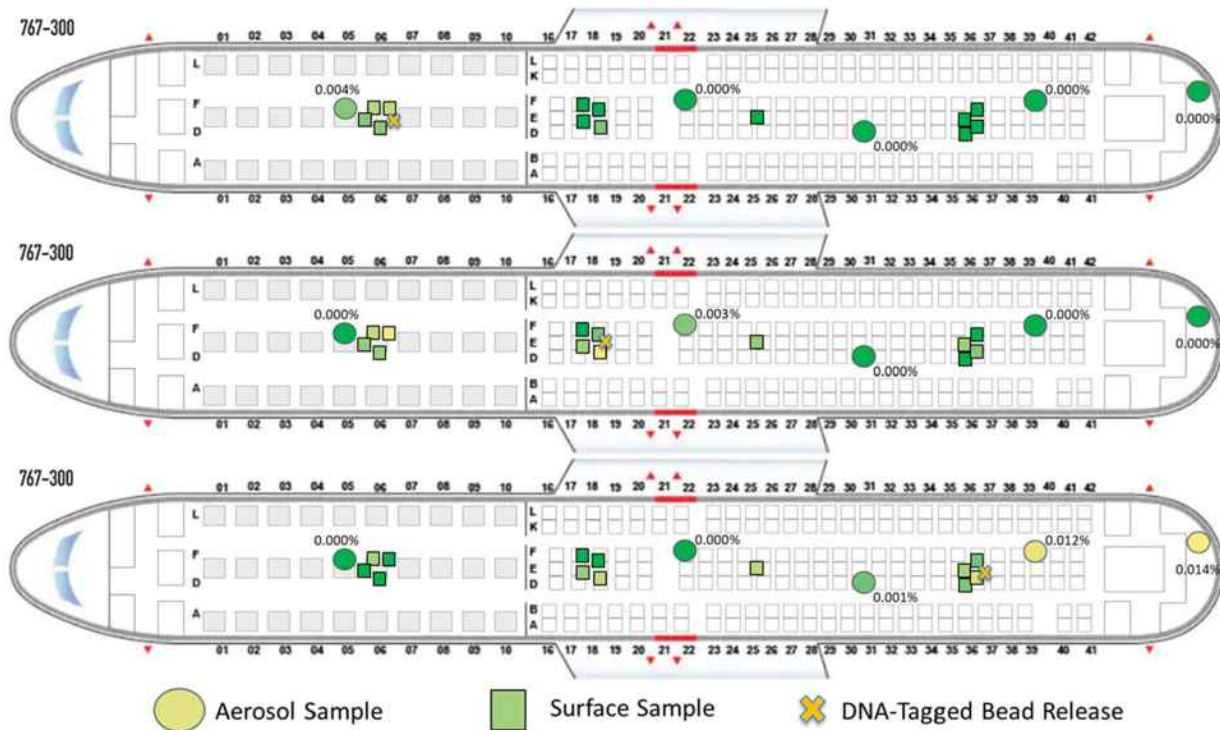 767-300
01 02 03 04 05 06 07 08 09 10 16 17 18 19 20 21 22 23 24 25 26 27 28 29 30 31 32 33 34 35 36 37 38 39 40 41 42
L L
K
0.004% 0.000% 0.000%
F F
E
D D
0.000% 0.000%
A B
A
01 02 03 04 05 06 07 08 09 10 16 17 18 19 20 21 22 23 24 25 26 27 28 29 30 31 32 33 34 35 36 37 38 39 40 41
767-300
01 02 03 04 05 06 07 08 09 10 16 17 18 19 20 21 22 23 24 25 26 27 28 29 30 31 32 33 34 35 36 37 38 39 40 41 42
L L
K
0.000% 0.003% 0.000%
F F
E
D D
0.000% 0.000%
A B
A
01 02 03 04 05 06 07 08 09 10 16 17 18 19 20 21 22 23 24 25 26 27 28 29 30 31 32 33 34 35 36 37 38 39 40 41
767-300
01 02 03 04 05 06 07 08 09 10 16 17 18 19 20 21 22 23 24 25 26 27 28 29 30 31 32 33 34 35 36 37 38 39 40 41 42
L L
K
0.000% 0.000% 0.012%
F F
E
D D
0.001% 0.014%
A B
A
01 02 03 04 05 06 07 08 09 10 16 17 18 19 20 21 22 23 24 25 26 27 28 29 30 31 32 33 34 35 36 37 38 39 40 41
Aerosol Sample Surface Sample DNA-Tagged Bead Release